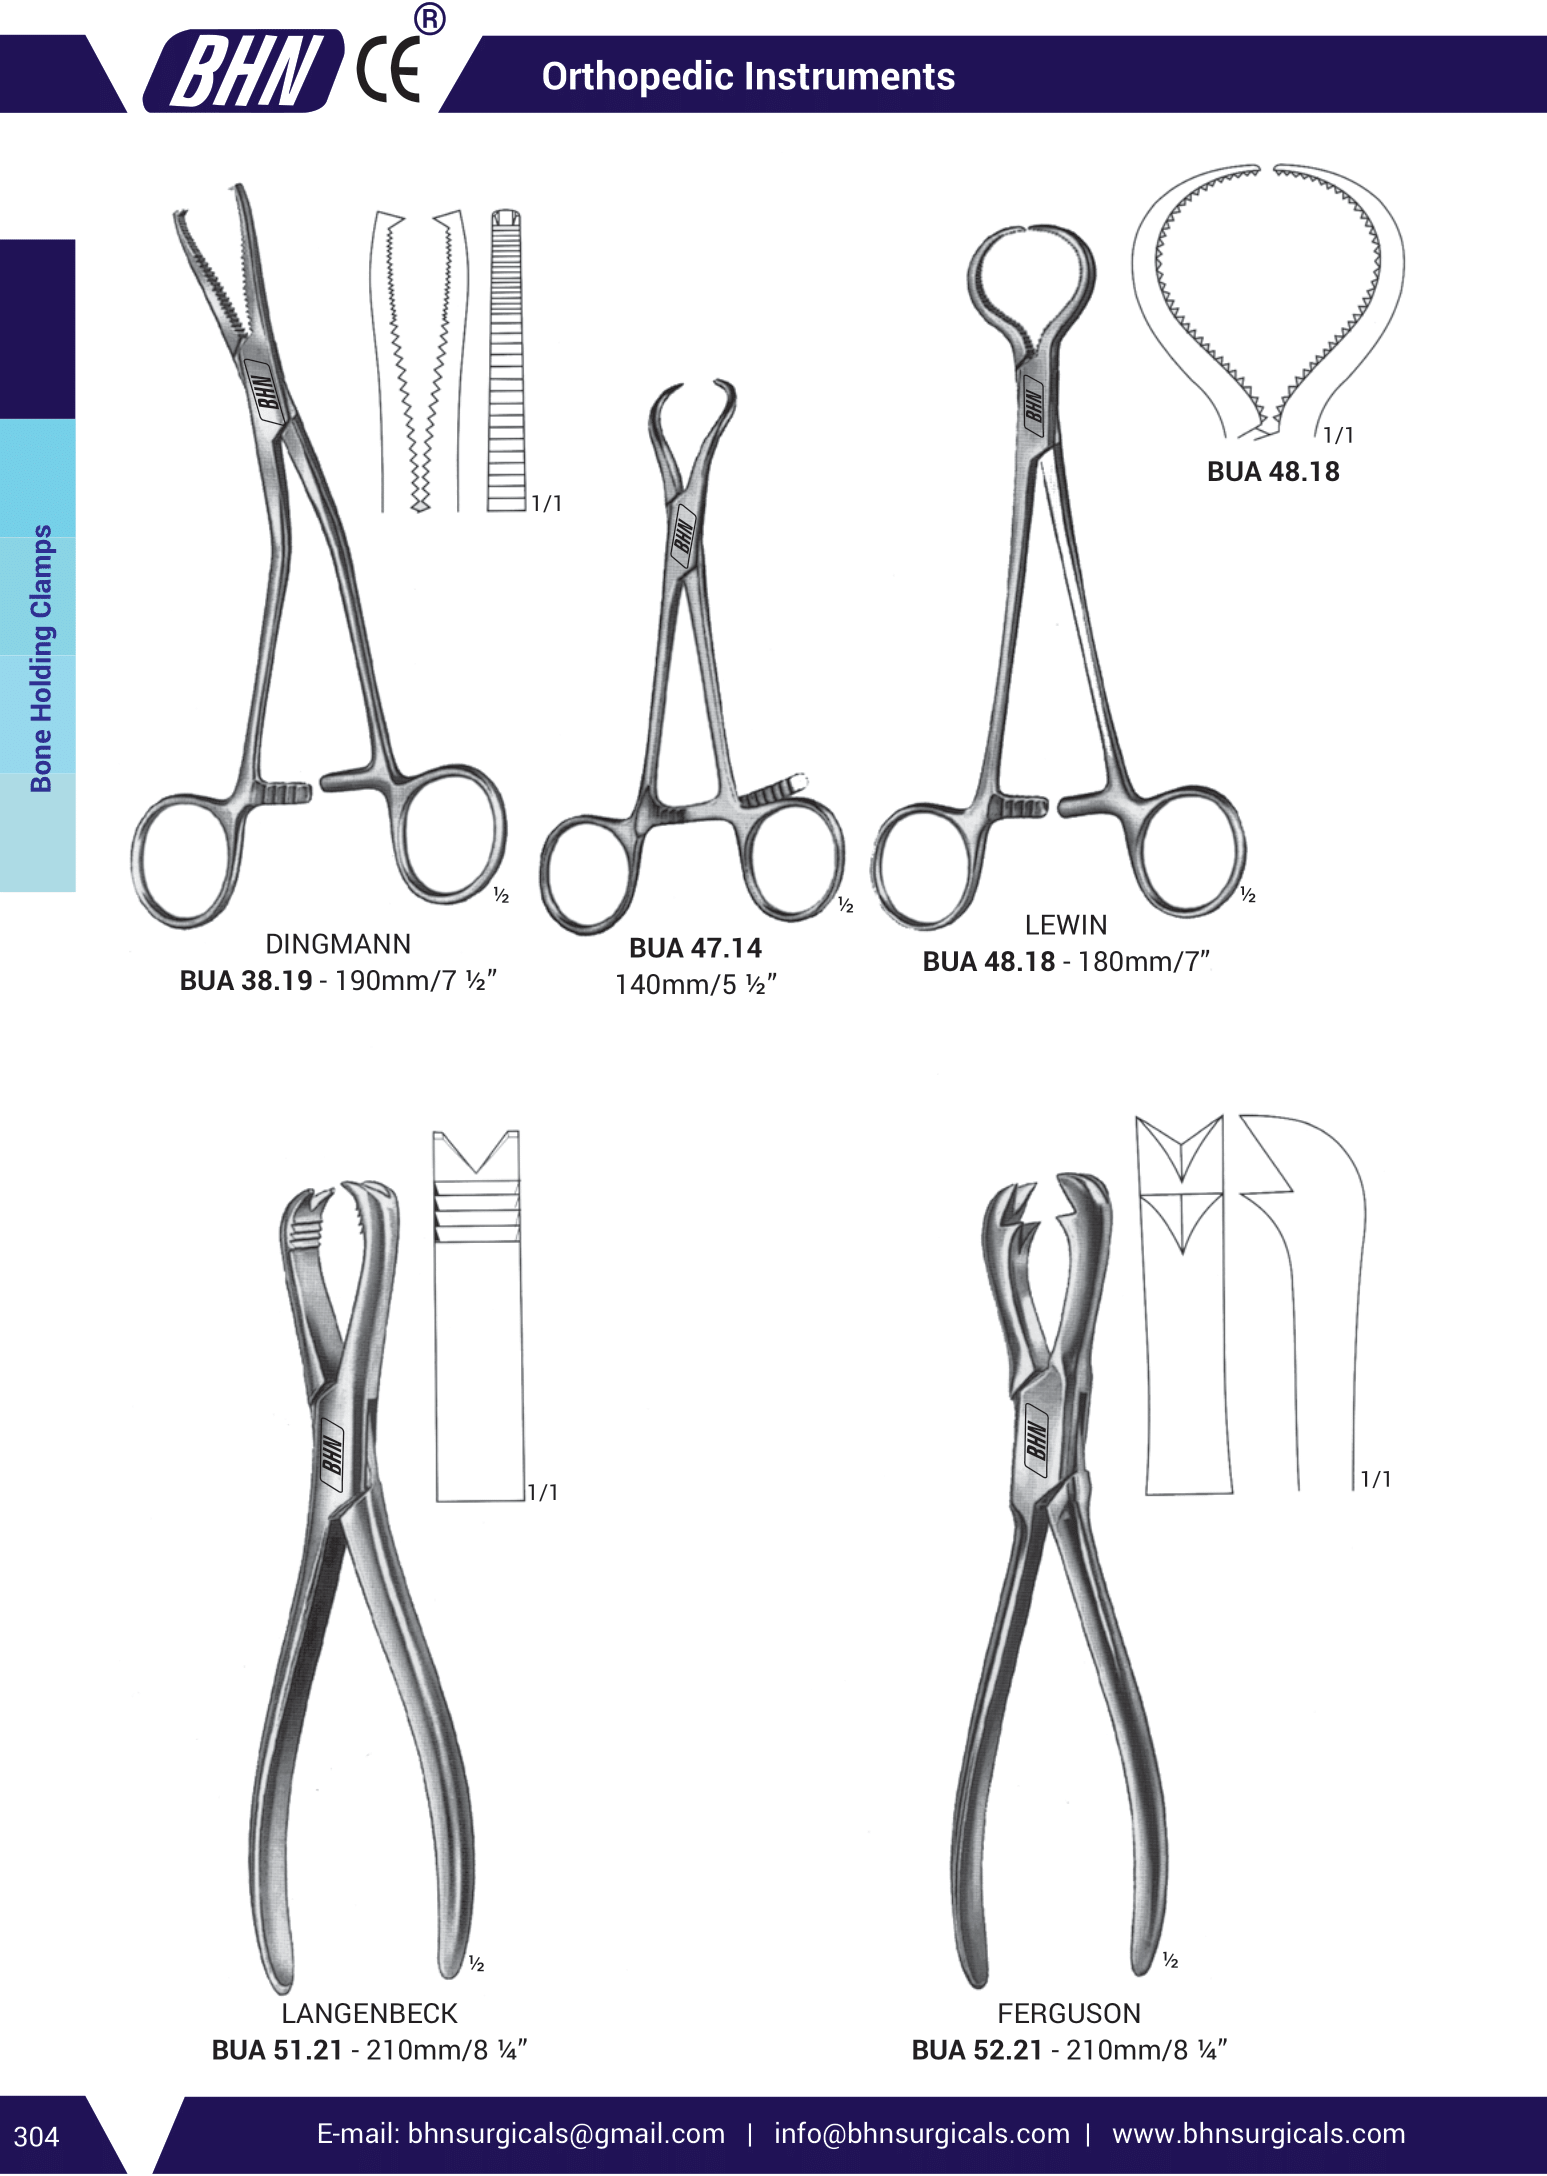 BHN CE ®
Orthopedic Instruments
Bone Holding Clamps
BHN
1/1
½
DINGMANN
BUA 38.19 - 190mm/7 ½”
BHN
½
BUA 47.14
140mm/5 ½”
BHN
1/1
BUA 48.18
½
LEWIN
BUA 48.18 - 180mm/7”
BHN
1/1
½
LANGENBECK
BUA 51.21 - 210mm/8 ¼”
BHN
1/1
½
FERGUSON
BUA 52.21 - 210mm/8 ¼”
304
E-mail: bhnsurgicals@gmail.com | info@bhnsurgicals.com | www.bhnsurgicals.com